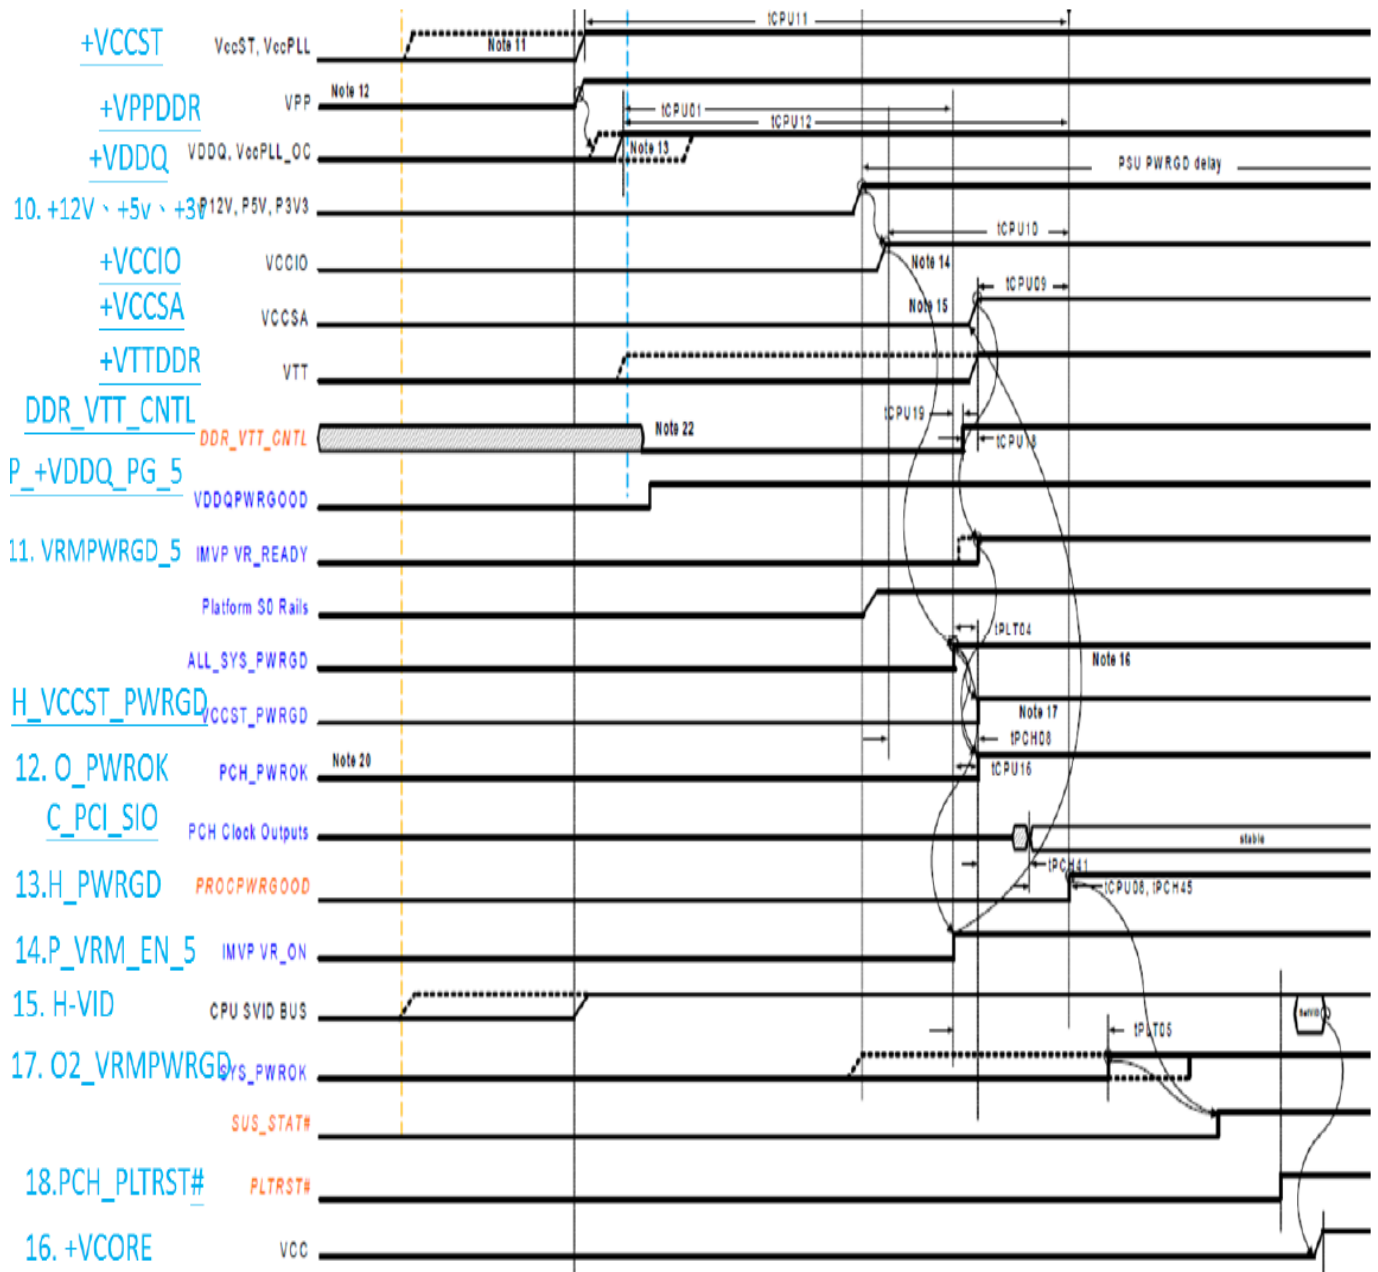 tCPU11
+VCCST VccST, VccPLL Note 11
Note 12
+VPPDDR VPP
tCPU01
tCPU12
+VDDQ VDDQ, VccPLL_OC Note 13
PSU PWRGD delay
10. +12V、+5v、+3v P12V, P5V, P3V3
tCPU10
+VCCIO VCCIO Note 14
tCPU09
+VCCSA VCCSA Note 15
+VTTDDR VTT
DDR_VTT_CNTL DDR_VTT_CNTL Note 22 tCPU19
tCPU18
P_+VDDQ_PG_5 VDDQPWRGOOD
11. VRMPWRGD_5 IMVP VR_READY
Platform S0 Rails
tPLT04
ALL_SYS_PWRGD Note 16
H_VCCST_PWRGD VCCST_PWRGD Note 17
tPCH08
Note 20
12. O_PWROK PCH_PWROK tCPU16
C_PCI_SIO PCH Clock Outputs stable
tPCH41
13.H_PWRGD PROCPWRGOOD tCPU08, tPCH45
14.P_VRM_EN_5 IMVP VR_ON
15. H-VID CPU SVID BUS
tPLT05
17. O2_VRMPWRGD SYS_PWROK
SUS_STAT#
18.PCH_PLTRST# PLTRST#
16. +VCORE VCC